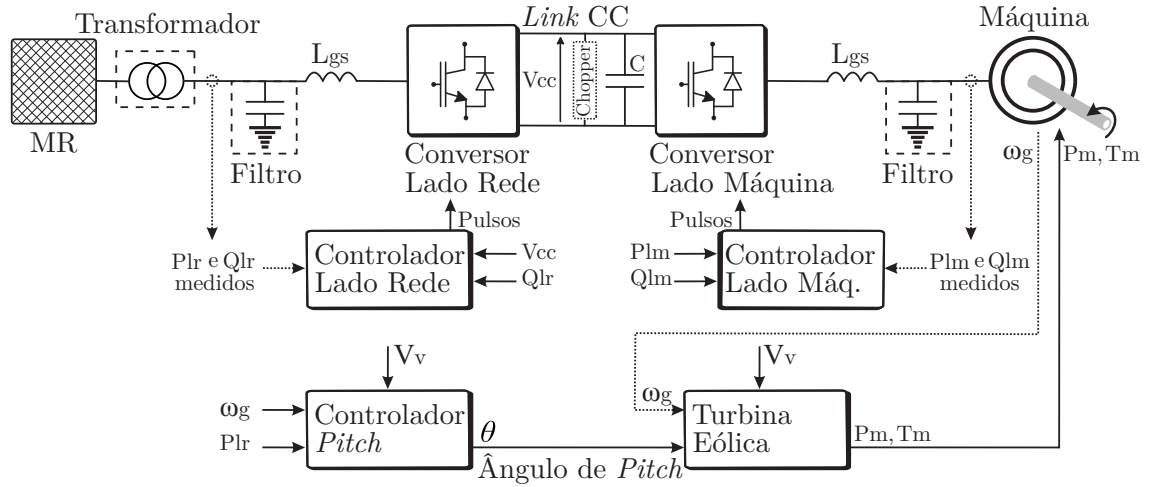 Link CC
Máquina
Transformador
Lgs
Vcc
Chopper
C
Lgs
MR
Filtro
Conversor
Lado Rede
Conversor
Lado Máquina
Filtro
ωg
Pm,Tm
Pulsos
Pulsos
Plr e Qlr
medidos
Controlador
Lado Rede
Vcc
Qlr
Plm
Qlm
Controlador
Lado Máq.
Plm e Qlm
medidos
Vv
Vv
ωg
Plr
Controlador
Pitch
θ
Ângulo de Pitch
ωg
Turbina
Eólica
Pm,Tm